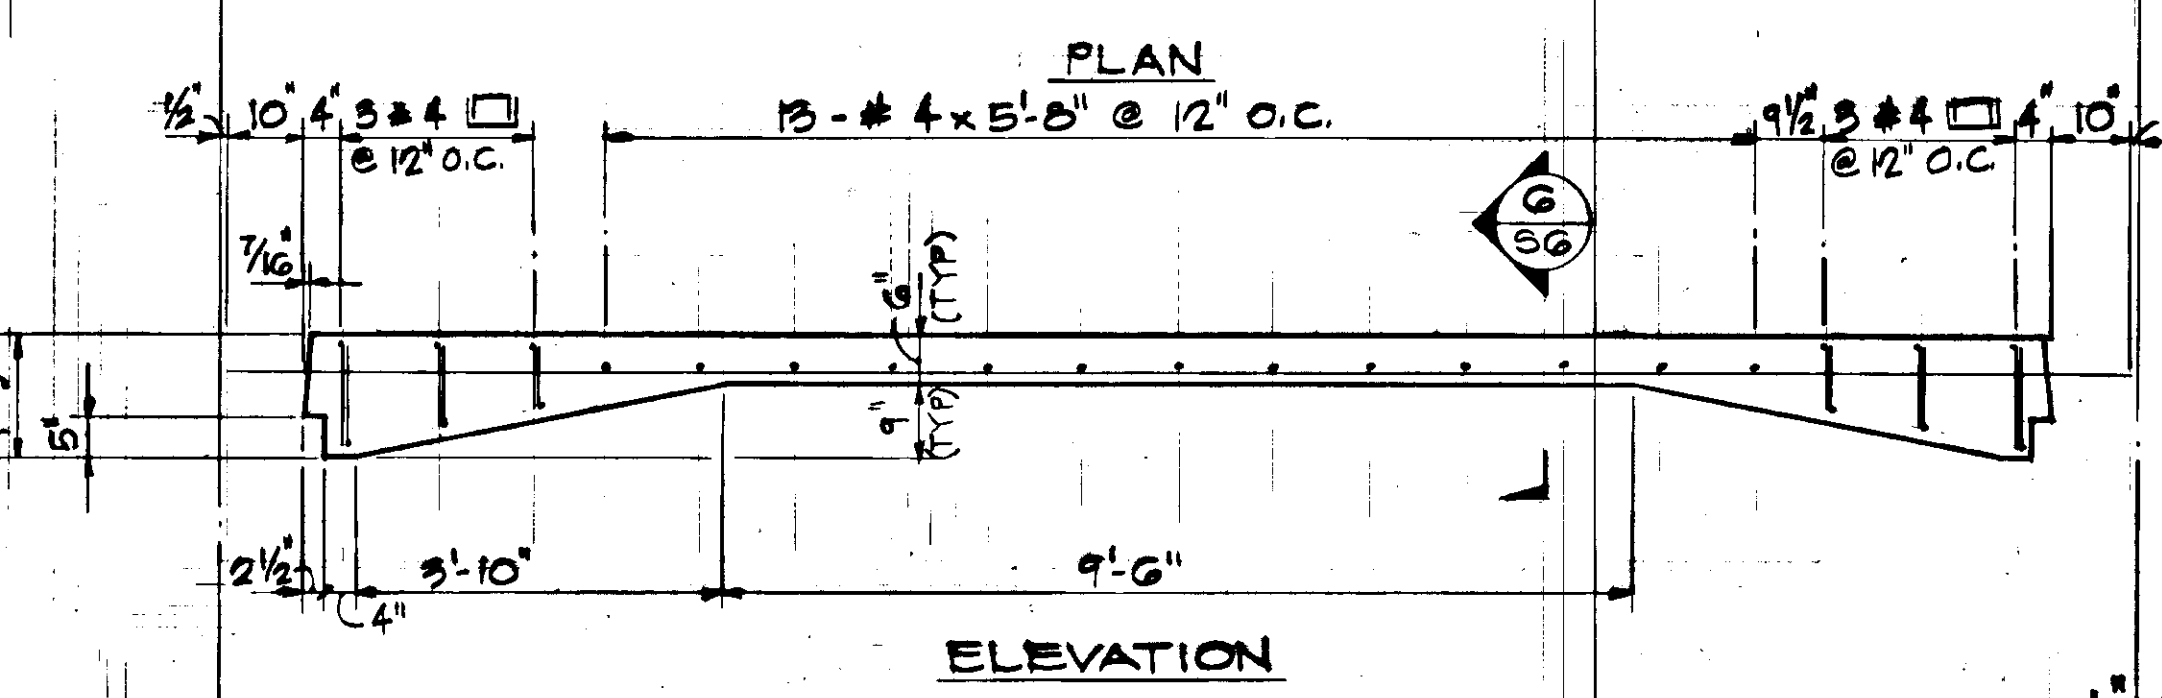 PLAN
1/2" 10" 4" 3 # 4 13 - # 4 x 5'-8" @ 12" O.C. 9 1/2" 3 # 4 4" 10"
@ 12" O.C. @ 12" O.C.
6
S6
7/16"
6" (TYP)
9" (TYP)
5"
2 1/2" 3'-10" 9'-6"
4"
ELEVATION